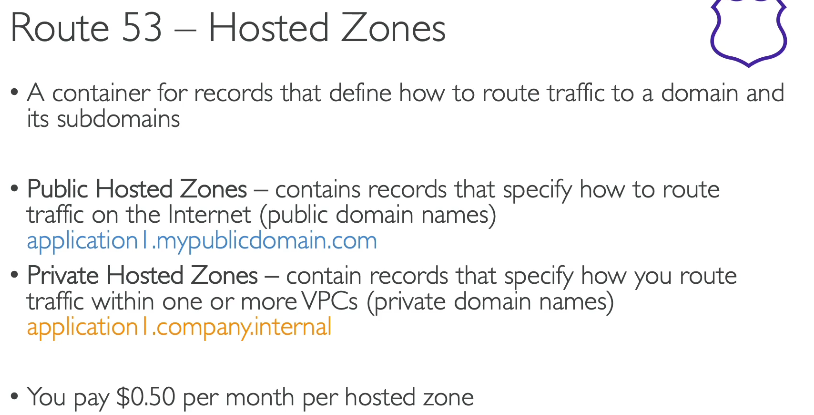 Route 53 – Hosted Zones
• A container for records that define how to route traffic to a domain and
its subdomains
• Public Hosted Zones – contains records that specify how to route
traffic on the Internet (public domain names)
application1.mypublicdomain.com
• Private Hosted Zones – contain records that specify how you route
traffic within one or more VPCs (private domain names)
application1.company.internal
• You pay $0.50 per month per hosted zone